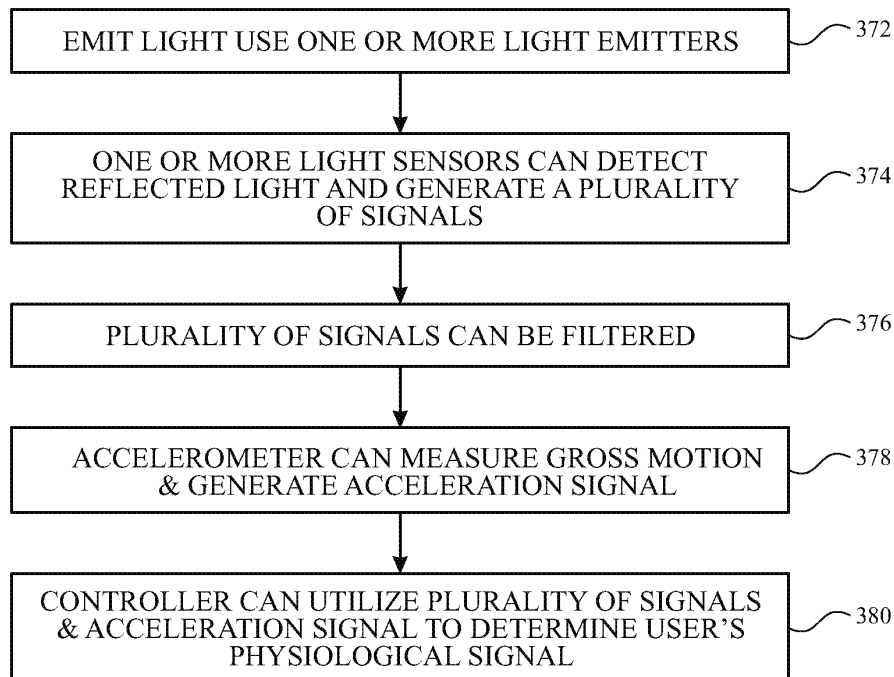 EMIT LIGHT USE ONE OR MORE LIGHT EMITTERS
372
ONE OR MORE LIGHT SENSORS CAN DETECT
REFLECTED LIGHT AND GENERATE A PLURALITY
OF SIGNALS
374
PLURALITY OF SIGNALS CAN BE FILTERED
376
ACCELEROMETER CAN MEASURE GROSS MOTION
& GENERATE ACCELERATION SIGNAL
378
CONTROLLER CAN UTILIZE PLURALITY OF SIGNALS
& ACCELERATION SIGNAL TO DETERMINE USER'S
PHYSIOLOGICAL SIGNAL
380